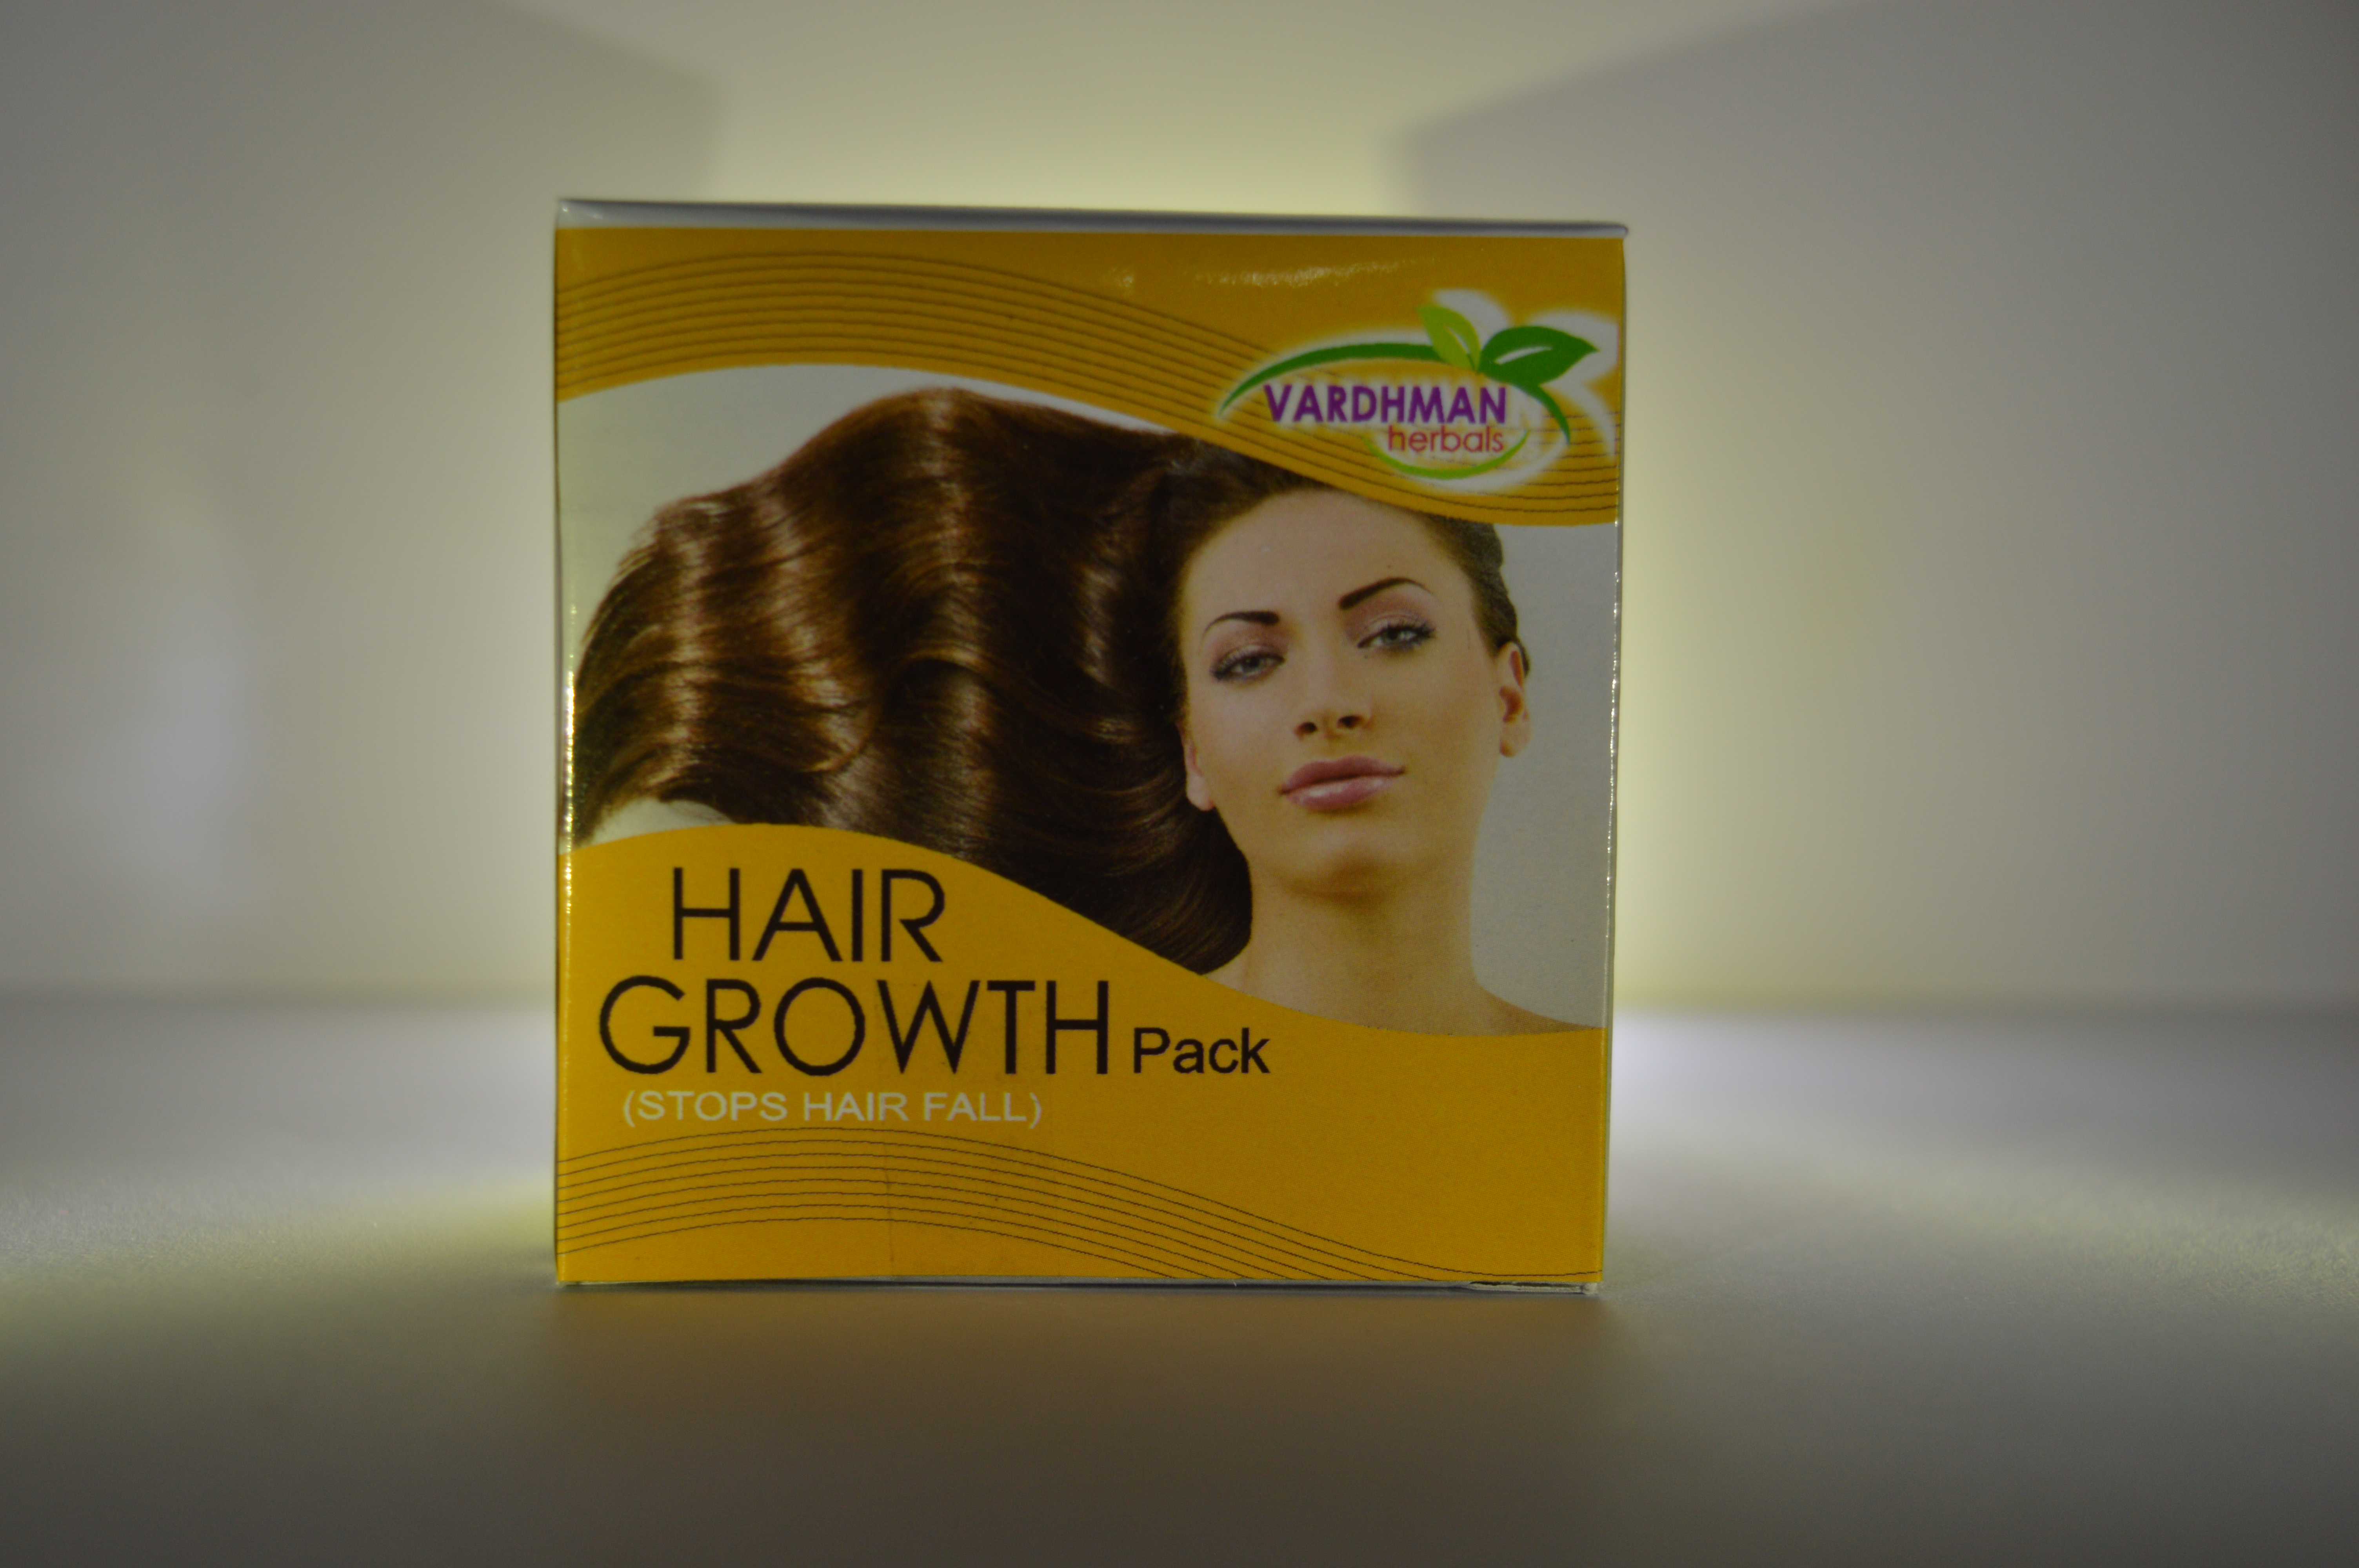 VARDHMAN
herbals
HAIR
GROWTH Pack
(STOPS HAIR FALL)